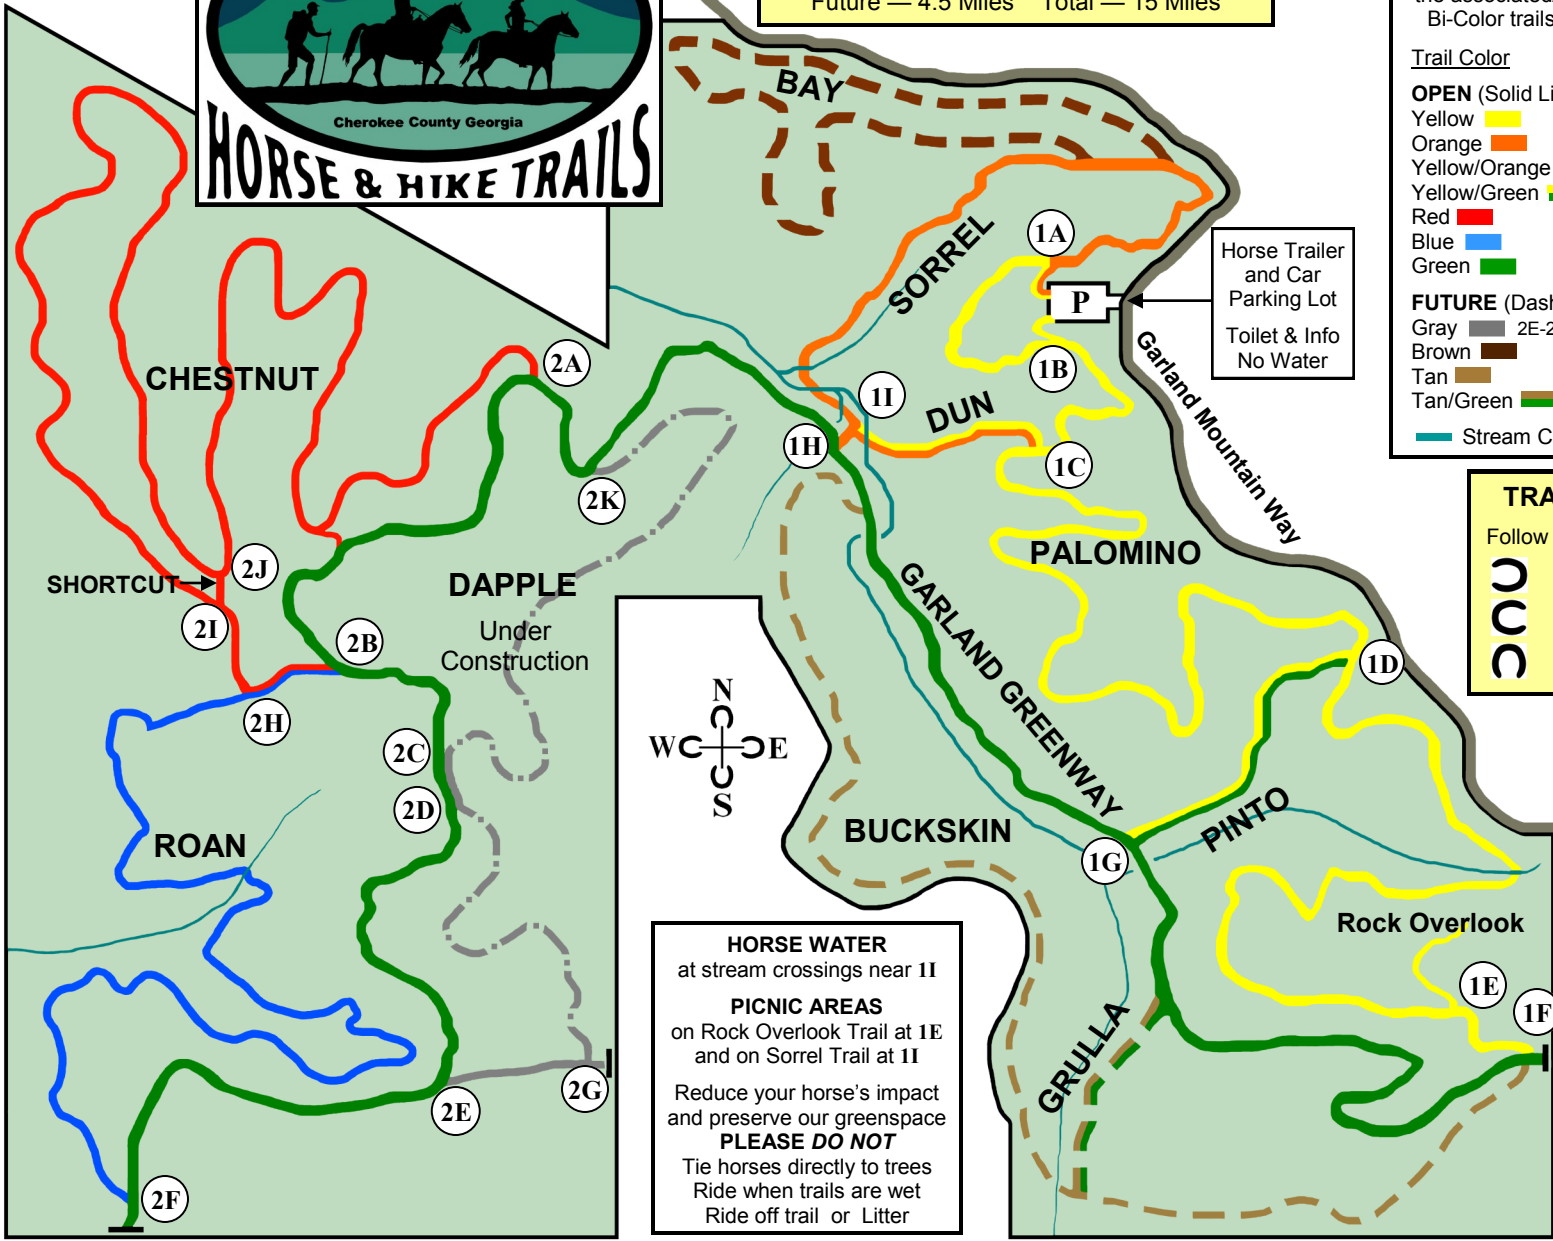 Future — 4.5 Miles Total — 15 Miles
Cherokee County Georgia
HORSE & HIKE TRAILS
Bi-Color trails
Trail Color
OPEN (Solid Li
Yellow
Orange
Yellow/Orange
Yellow/Green
Red
Blue
Green
FUTURE (Dash
Gray 2E-2
Brown
Tan
Tan/Green
Stream C
TRA
Follow
BAY
SORREL
1A
P
Horse Trailer
and Car
Parking Lot
Toilet & Info
No Water
Garland Mountain Way
1B
DUN
1I
1H
1C
PALOMINO
CHESTNUT
2A
2K
2J
SHORTCUT
2I
2B
2H
DAPPLE
Under
Construction
2C
2D
ROAN
N
W E
S
GARLAND GREENWAY
1D
BUCKSKIN
1G
PINTO
Rock Overlook
1E
1F
GRULLA
2G
2E
2F
HORSE WATER
at stream crossings near 1I
PICNIC AREAS
on Rock Overlook Trail at 1E
and on Sorrel Trail at 1I
Reduce your horse's impact
and preserve our greenspace
PLEASE DO NOT
Tie horses directly to trees
Ride when trails are wet
Ride off trail or Litter